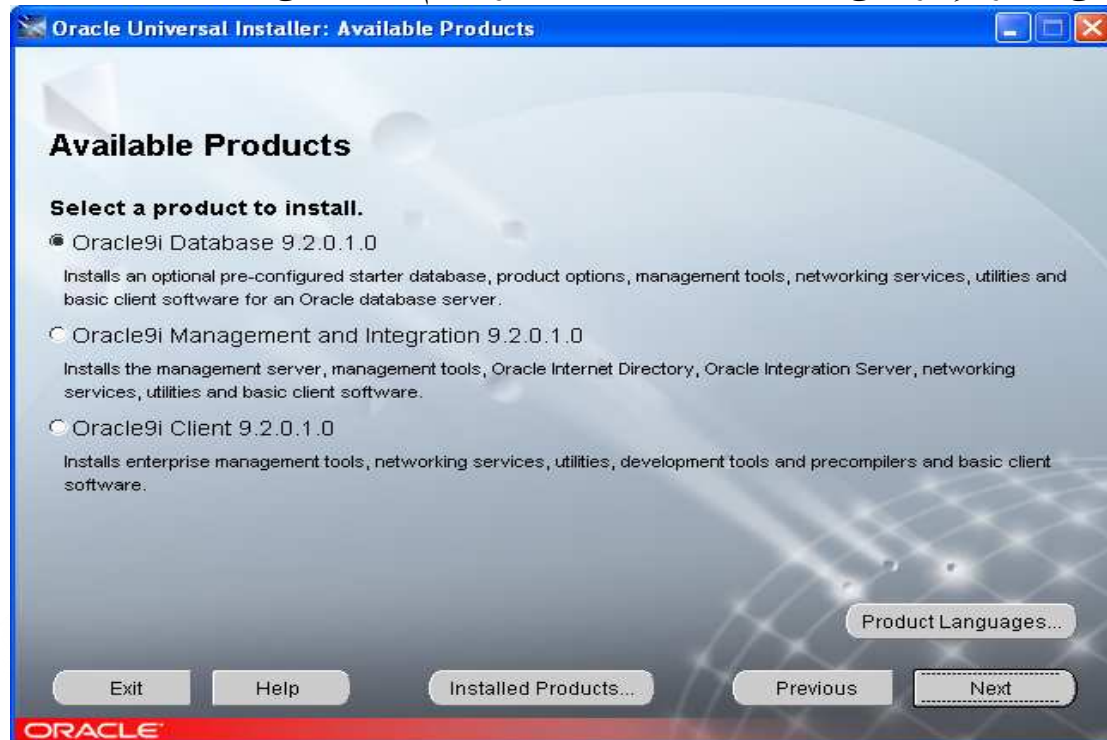 Oracle Universal Installer: Available Products
Available Products
Select a product to install.
Oracle9i Database 9.2.0.1.0
Installs an optional pre-configured starter database, product options, management tools, networking services, utilities and
basic client software for an Oracle database server.
Oracle9i Management and Integration 9.2.0.1.0
Installs the management server, management tools, Oracle Internet Directory, Oracle Integration Server, networking
services, utilities and basic client software.
Oracle9i Client 9.2.0.1.0
Installs enterprise management tools, networking services, utilities, development tools and precompilers and basic client
software.
Product Languages...
Exit Help Installed Products... Previous Next
ORACLE